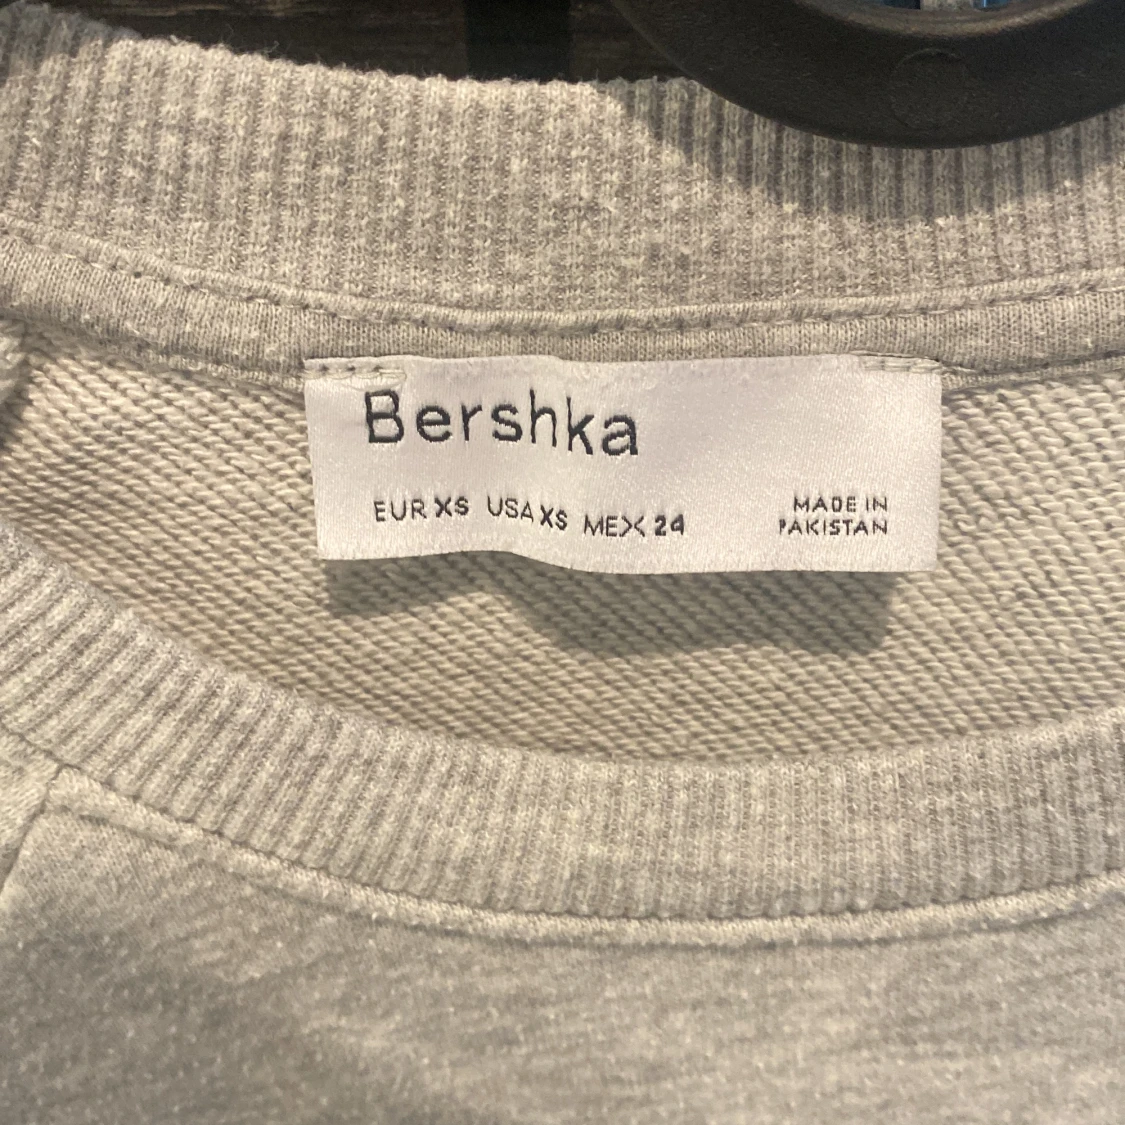 Bershka
EUR XS USA XS MEX 24
MADE IN
PAKISTAN